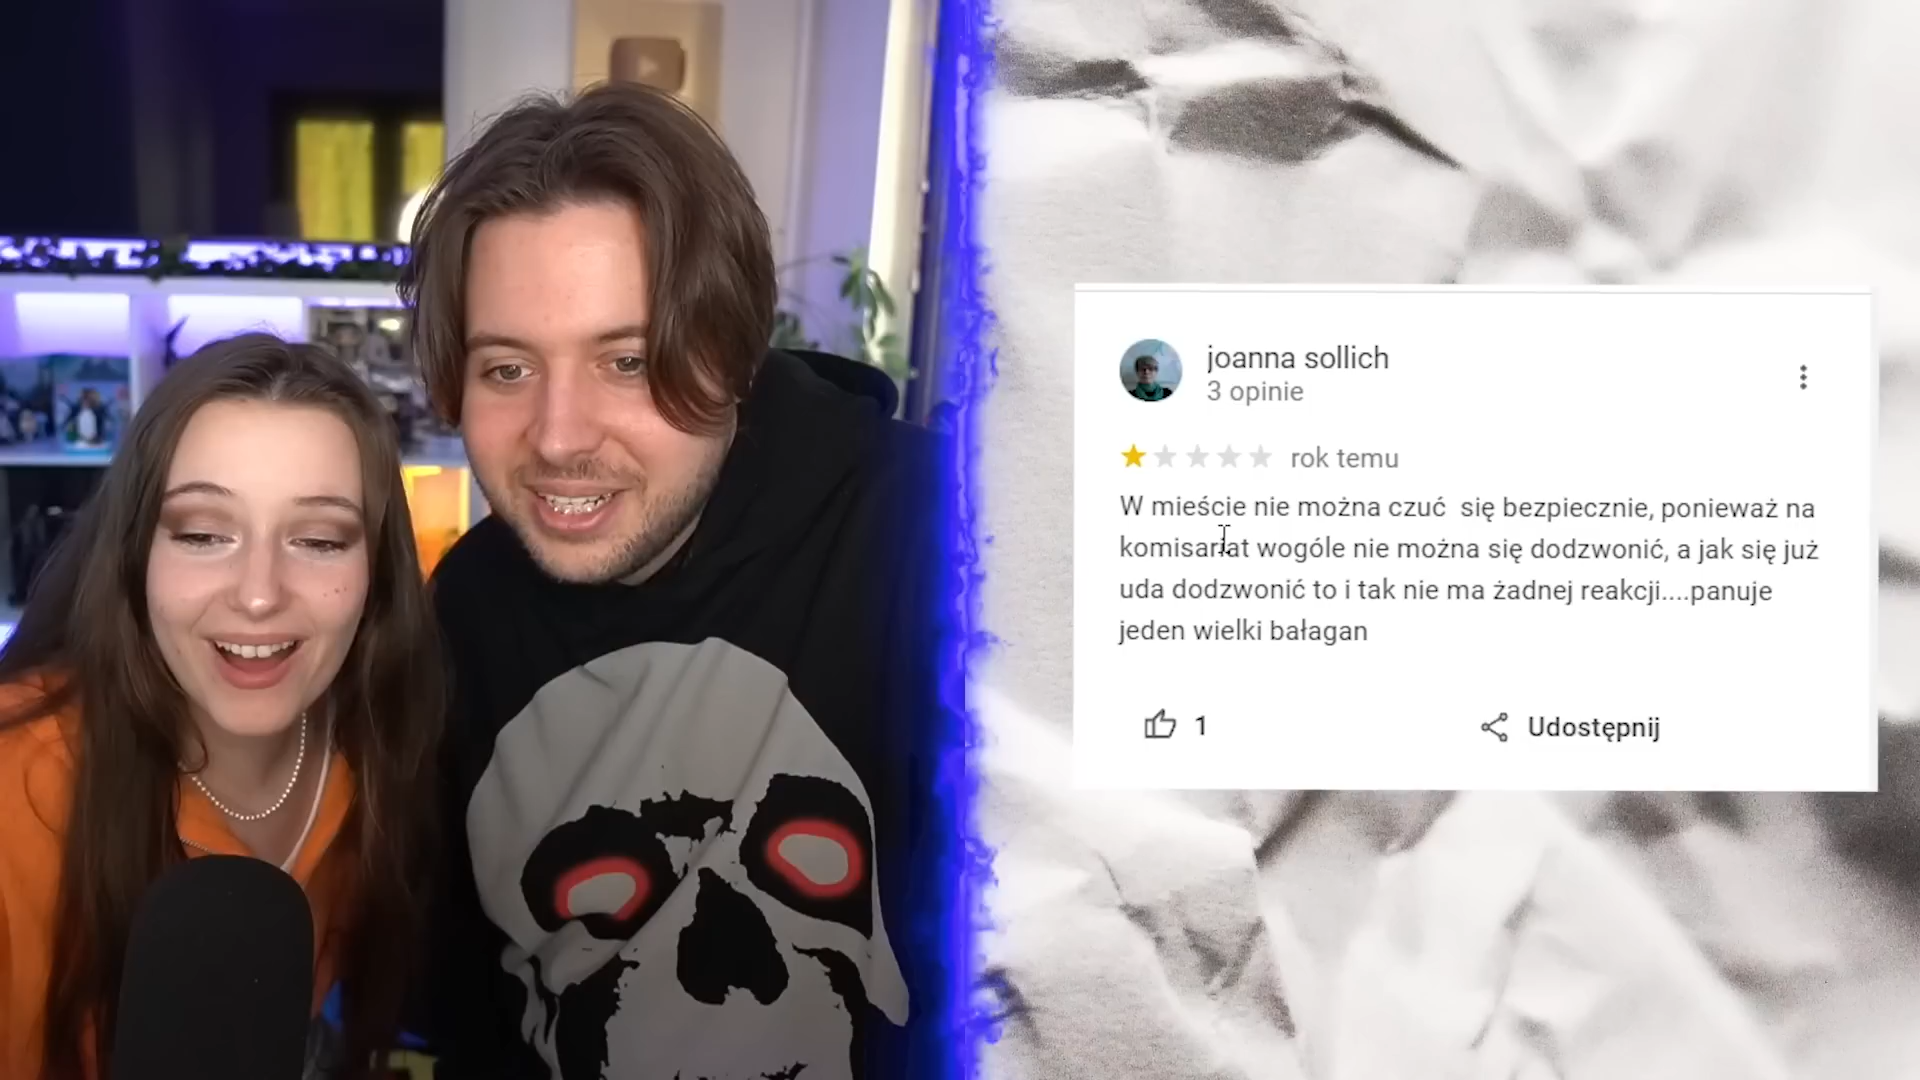 joanna sollich
3 opinie
rok temu
W mieście nie można czuć  się bezpiecznie, ponieważ na
komisariat wogóle nie można się dodzwonić, a jak się już
uda dodzwonić to i tak nie ma żadnej reakcji....panuje
jeden wielki bałagan
1
Udostępnij